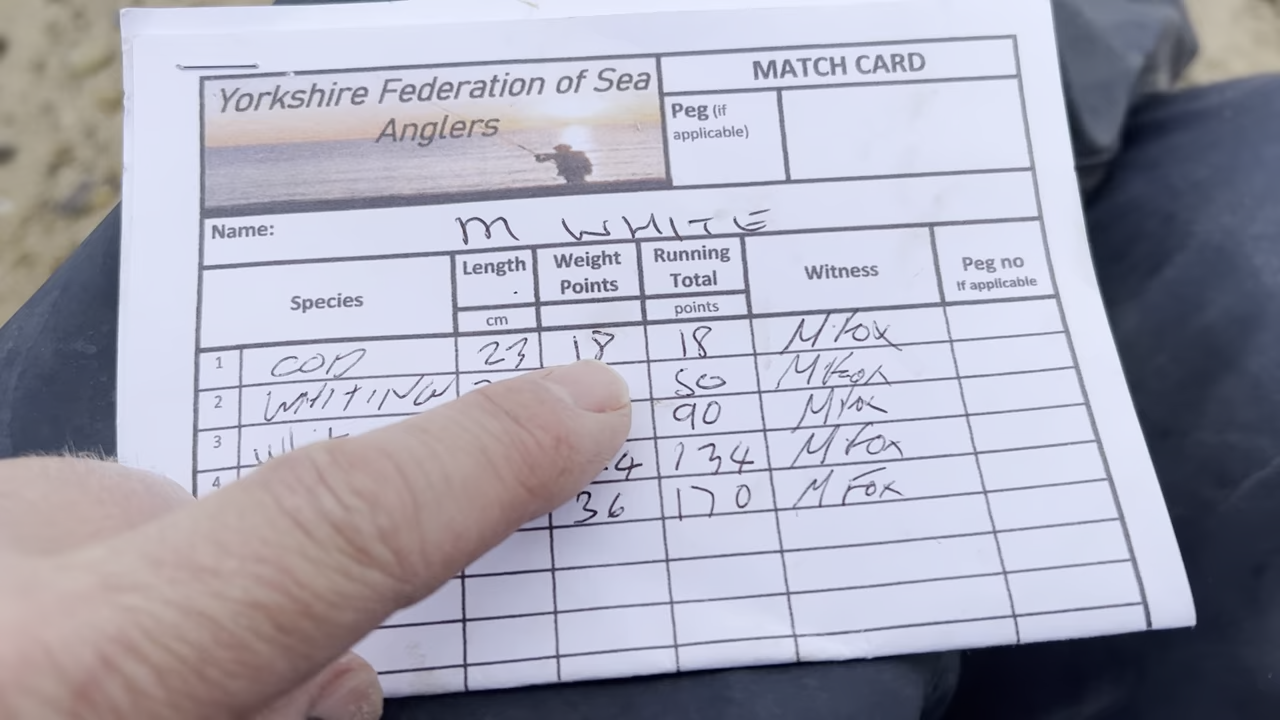 Yorkshire Federation of Sea
Anglers
MATCH CARD
Peg (if
applicable)
Name: M WHITE
Species Length Weight Points Running Total Witness Peg no If applicable
cm points
1 COD 23 18 18 M FOX
2 WHITING 50 M FOX
3 90 M FOX
4 134 M FOX
36 170 M FOX